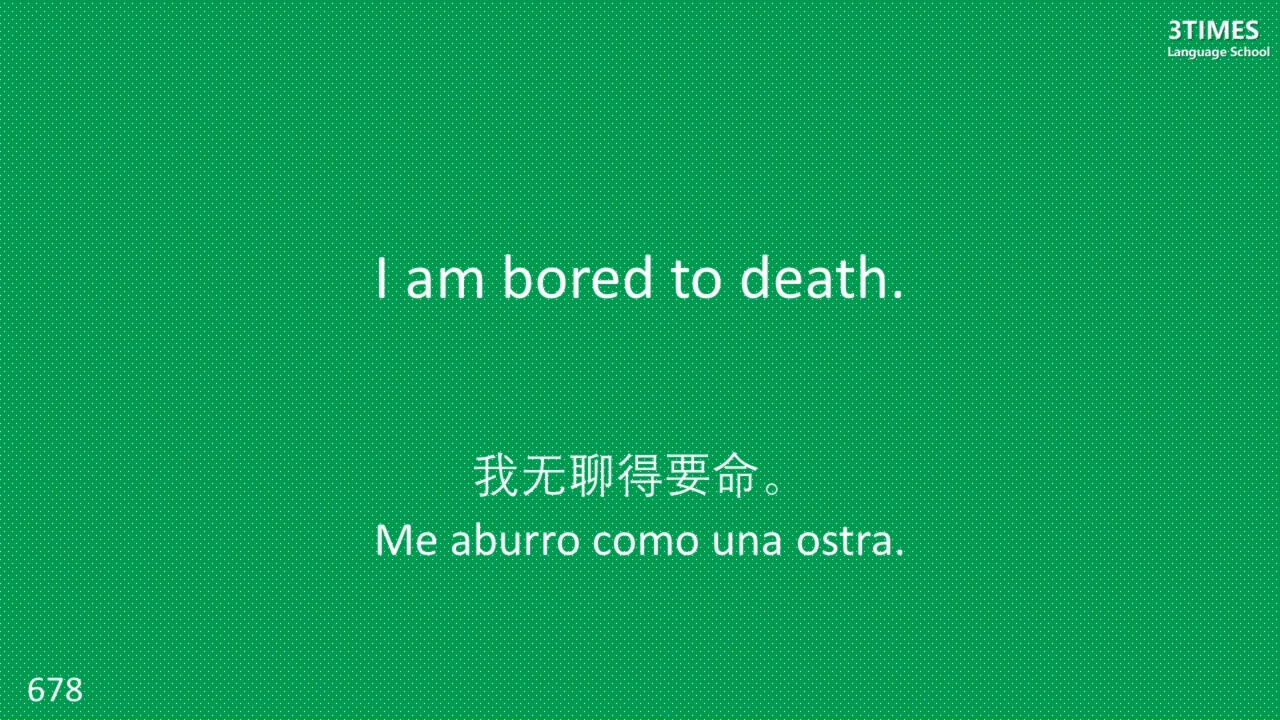 3TIMES
Language School
I am bored to death.
我无聊得要命。
Me aburro como una ostra.
678